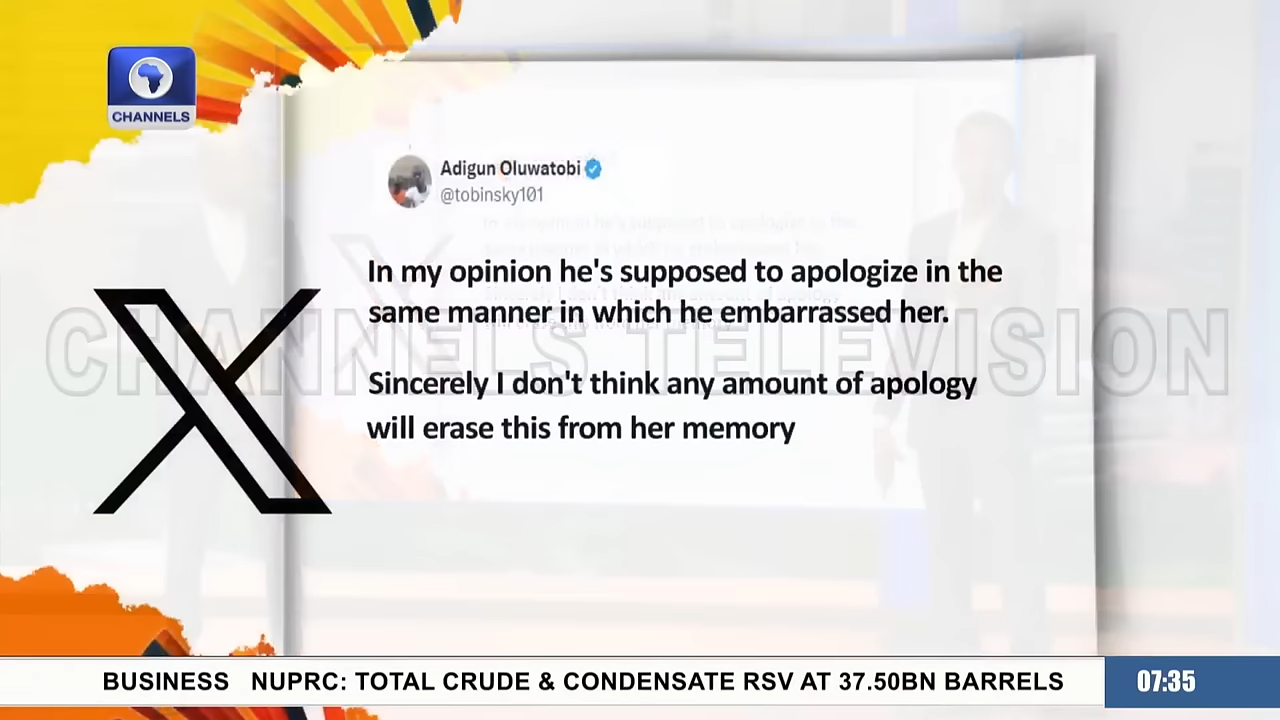 CHANNELS
Adigun Oluwatobi
@tobinsky101
In my opinion he's supposed to apologize in the
same manner in which he embarrassed her.
Sincerely I don't think any amount of apology
will erase this from her memory
CHANNELS TELEVISION
BUSINESS NUPRC: TOTAL CRUDE & CONDENSATE RSV AT 37.50BN BARRELS
07:35